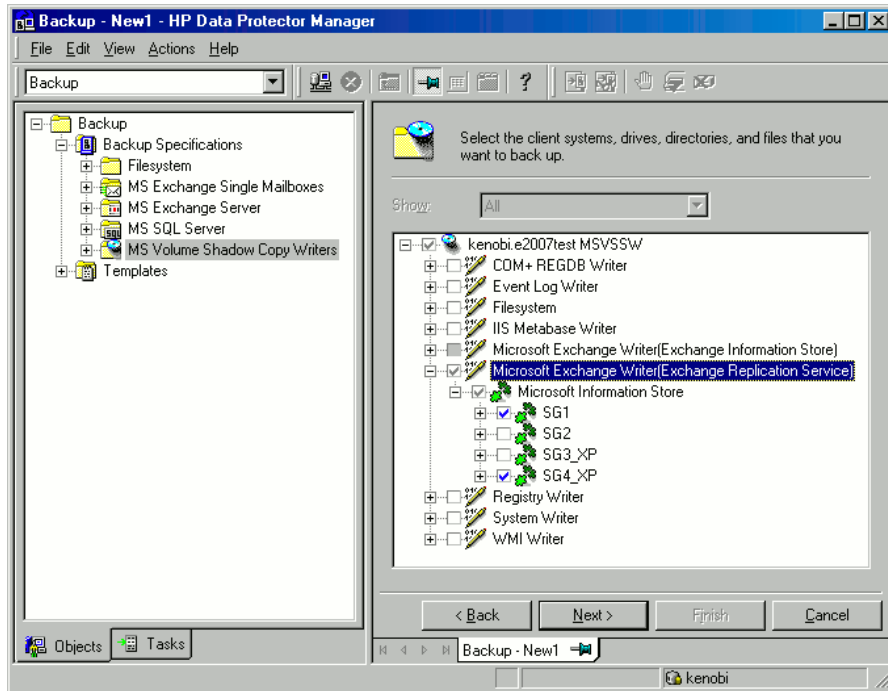 Backup - New1 - HP Data Protector Manager
File Edit View Actions Help
Backup
Backup
Backup Specifications
Filesystem
MS Exchange Single Mailboxes
MS Exchange Server
MS SQL Server
MS Volume Shadow Copy Writers
Templates
Objects
Tasks
Select the client systems, drives, directories, and files that you
want to back up.
Show:
All
kenobi.e2007test MSVSSW
COM+ REGDB Writer
Event Log Writer
Filesystem
IIS Metabase Writer
Microsoft Exchange Writer(Exchange Information Store)
Microsoft Exchange Writer(Exchange Replication Service)
Microsoft Information Store
SG1
SG2
SG3_XP
SG4_XP
Registry Writer
System Writer
WMI Writer
< Back
Next >
Finish
Cancel
Backup - New1
kenobi